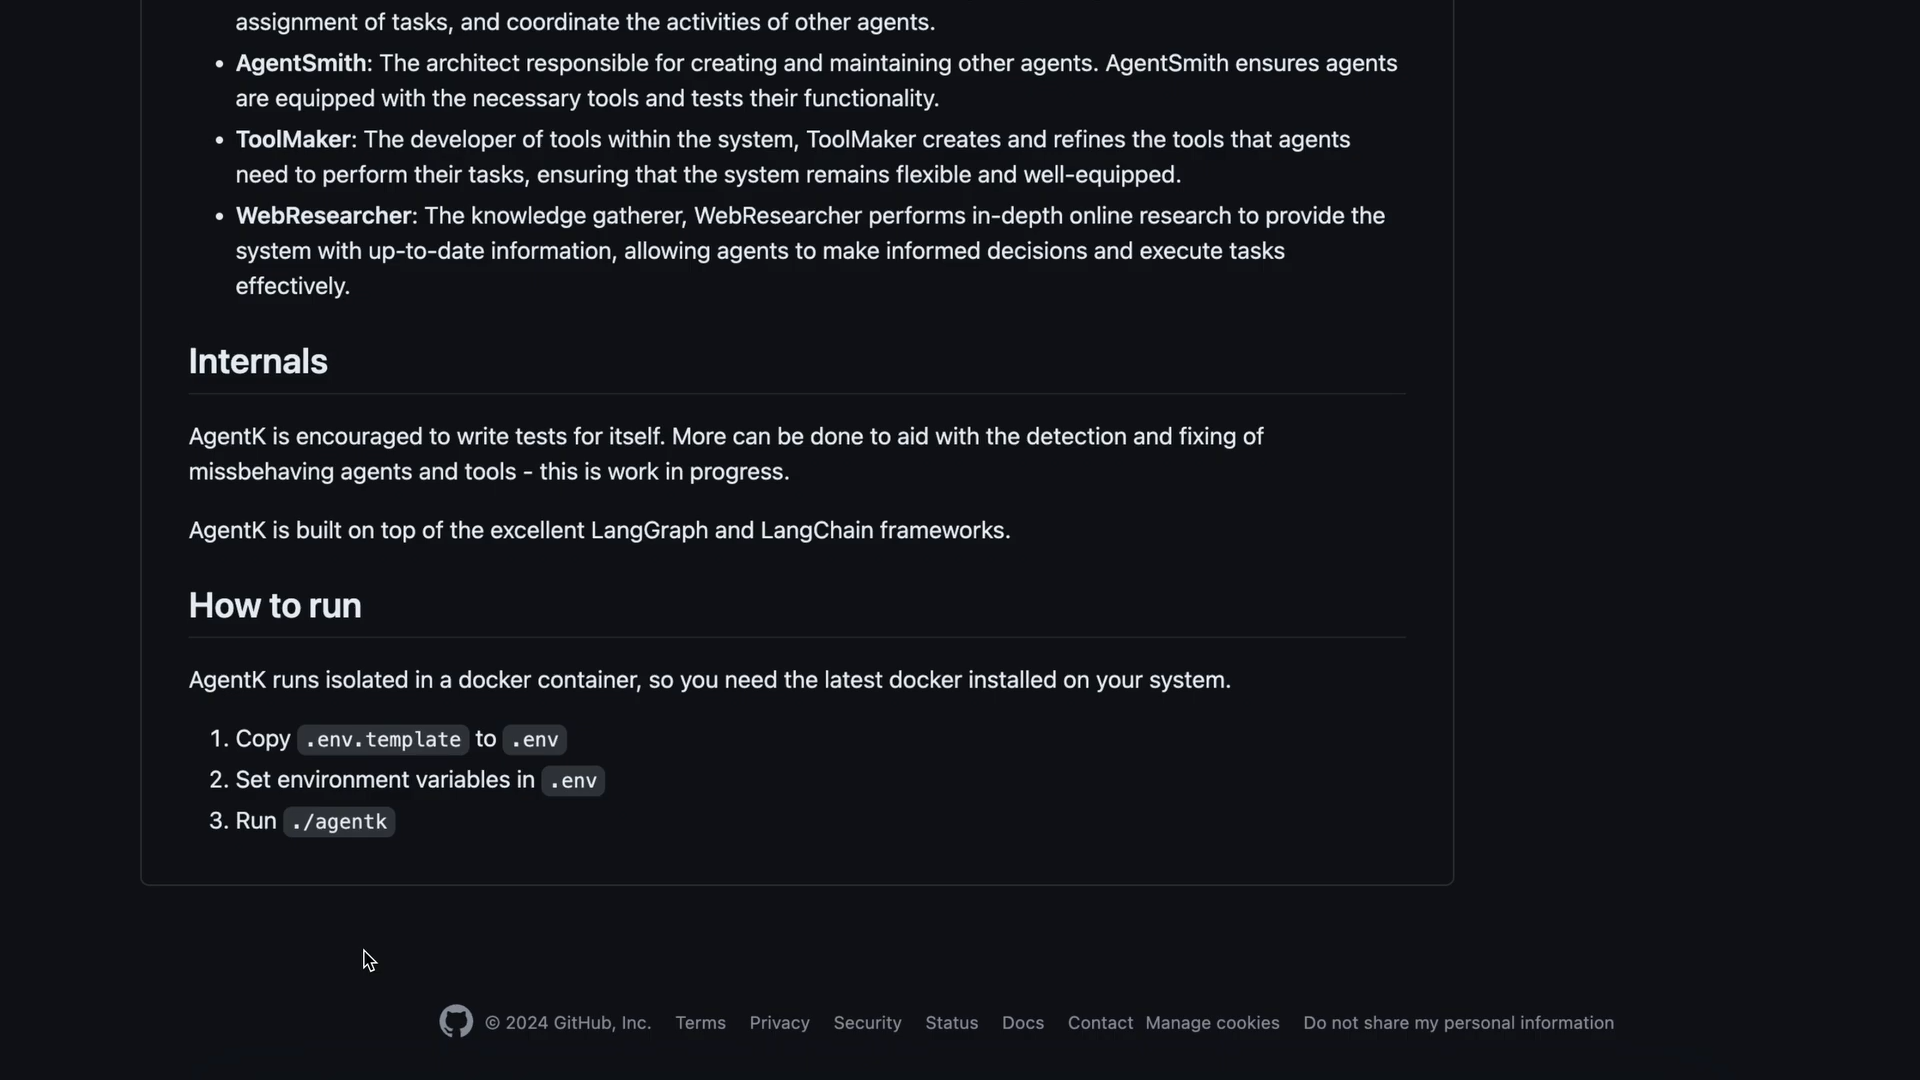 assignment of tasks, and coordinate the activities of other agents.
• AgentSmith: The architect responsible for creating and maintaining other agents. AgentSmith ensures agents
are equipped with the necessary tools and tests their functionality.
• ToolMaker: The developer of tools within the system, ToolMaker creates and refines the tools that agents
need to perform their tasks, ensuring that the system remains flexible and well-equipped.
• WebResearcher: The knowledge gatherer, WebResearcher performs in-depth online research to provide the
system with up-to-date information, allowing agents to make informed decisions and execute tasks
effectively.
Internals
AgentK is encouraged to write tests for itself. More can be done to aid with the detection and fixing of
missbehaving agents and tools - this is work in progress.
AgentK is built on top of the excellent LangGraph and LangChain frameworks.
How to run
AgentK runs isolated in a docker container, so you need the latest docker installed on your system.
1. Copy .env.template to .env
2. Set environment variables in .env
3. Run ./agentk
© 2024 GitHub, Inc. Terms Privacy Security Status Docs Contact Manage cookies Do not share my personal information